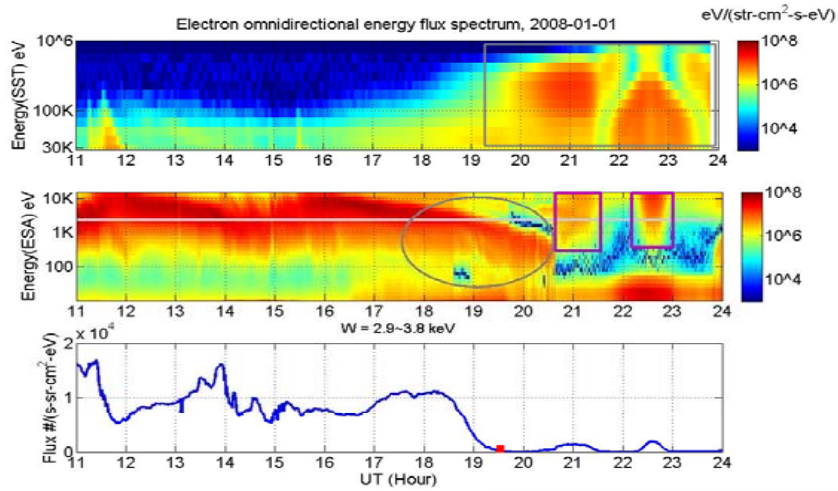 Electron omnidirectional energy flux spectrum, 2008-01-01
eV/(str-cm²-s-eV)
Energy(SST) eV
10^6
100K
30K
11 12 13 14 15 16 17 18 19 20 21 22 23 24
10^8
10^6
10^4
Energy(ESA) eV
10K
1K
100
11 12 13 14 15 16 17 18 19 20 21 22 23 24
10^8
10^6
10^4
W = 2.9~3.8 keV
Flux #/(s-sr-cm²-eV)
2 x 10^4
1
0
11 12 13 14 15 16 17 18 19 20 21 22 23 24
UT (Hour)